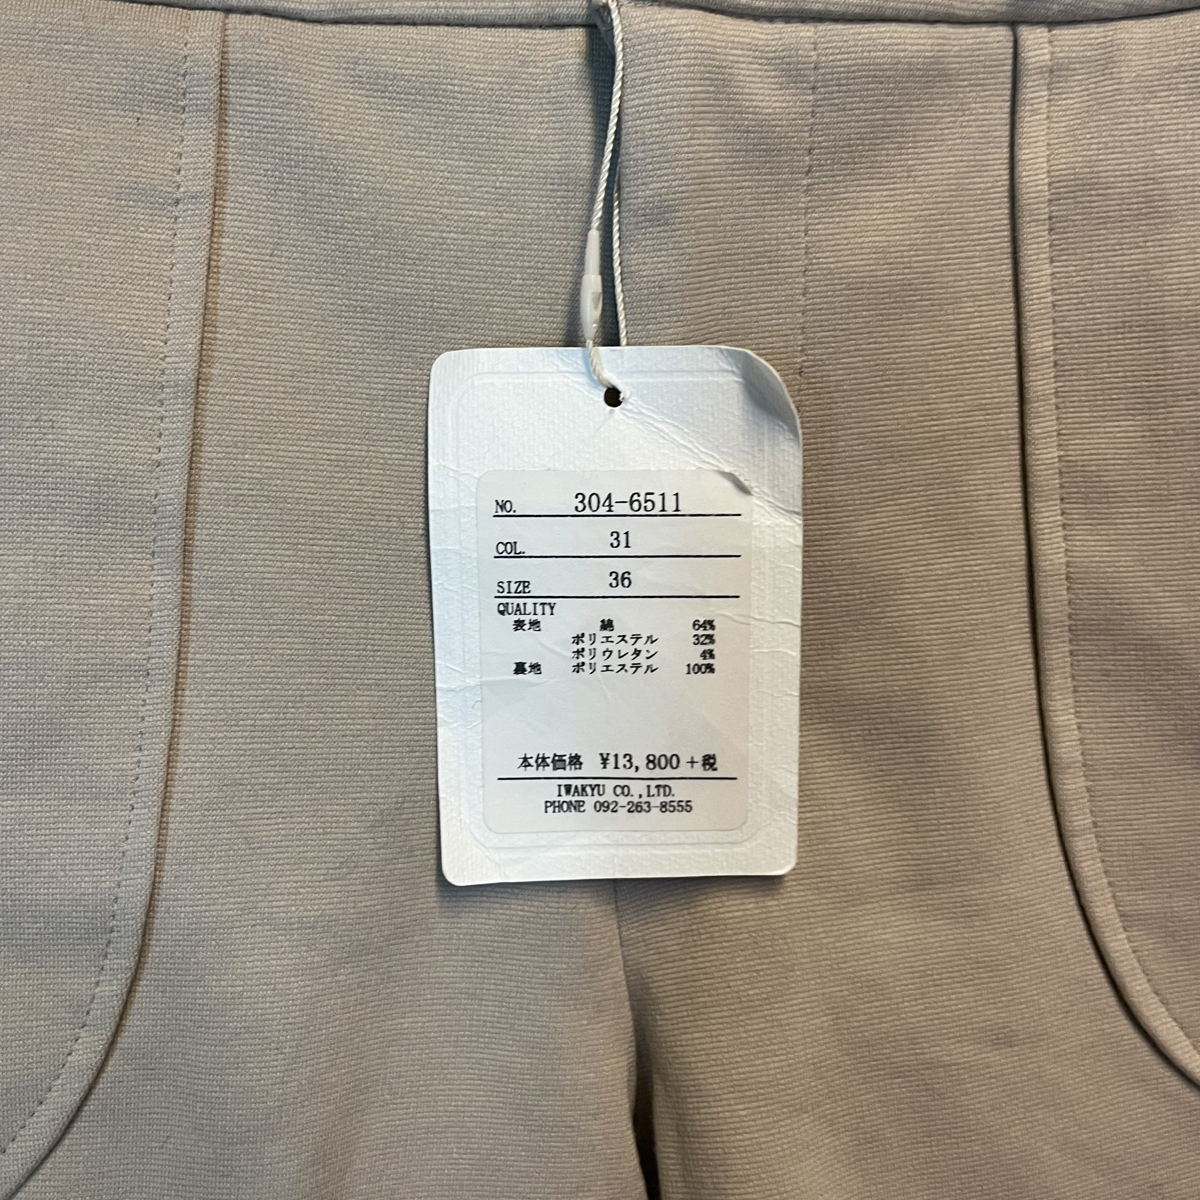 NO. 304-6511
COL. 31
SIZE 36
QUALITY
表地 綿 64%
ポリエステル 32%
ポリウレタン 4%
裏地 ポリエステル 100%
本体価格 ¥13,800+税
IWAKYU CO.,LTD.
PHONE 092-263-8555